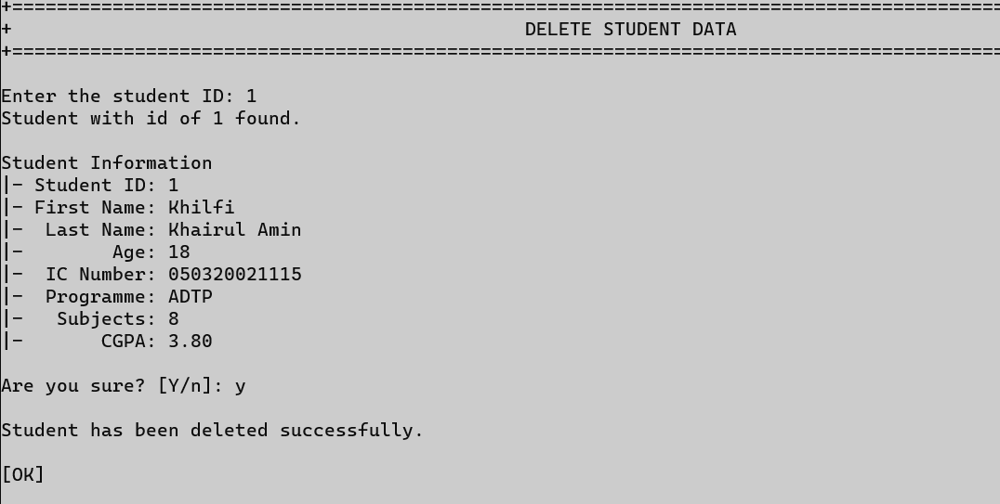 +=========================================================================================
+                                              DELETE STUDENT DATA
+=========================================================================================

Enter the student ID: 1
Student with id of 1 found.

Student Information
|- Student ID: 1
|- First Name: Khilfi
|-  Last Name: Khairul Amin
|-        Age: 18
|-  IC Number: 050320021115
|-  Programme: ADTP
|-   Subjects: 8
|-       CGPA: 3.80

Are you sure? [Y/n]: y

Student has been deleted successfully.

[OK]